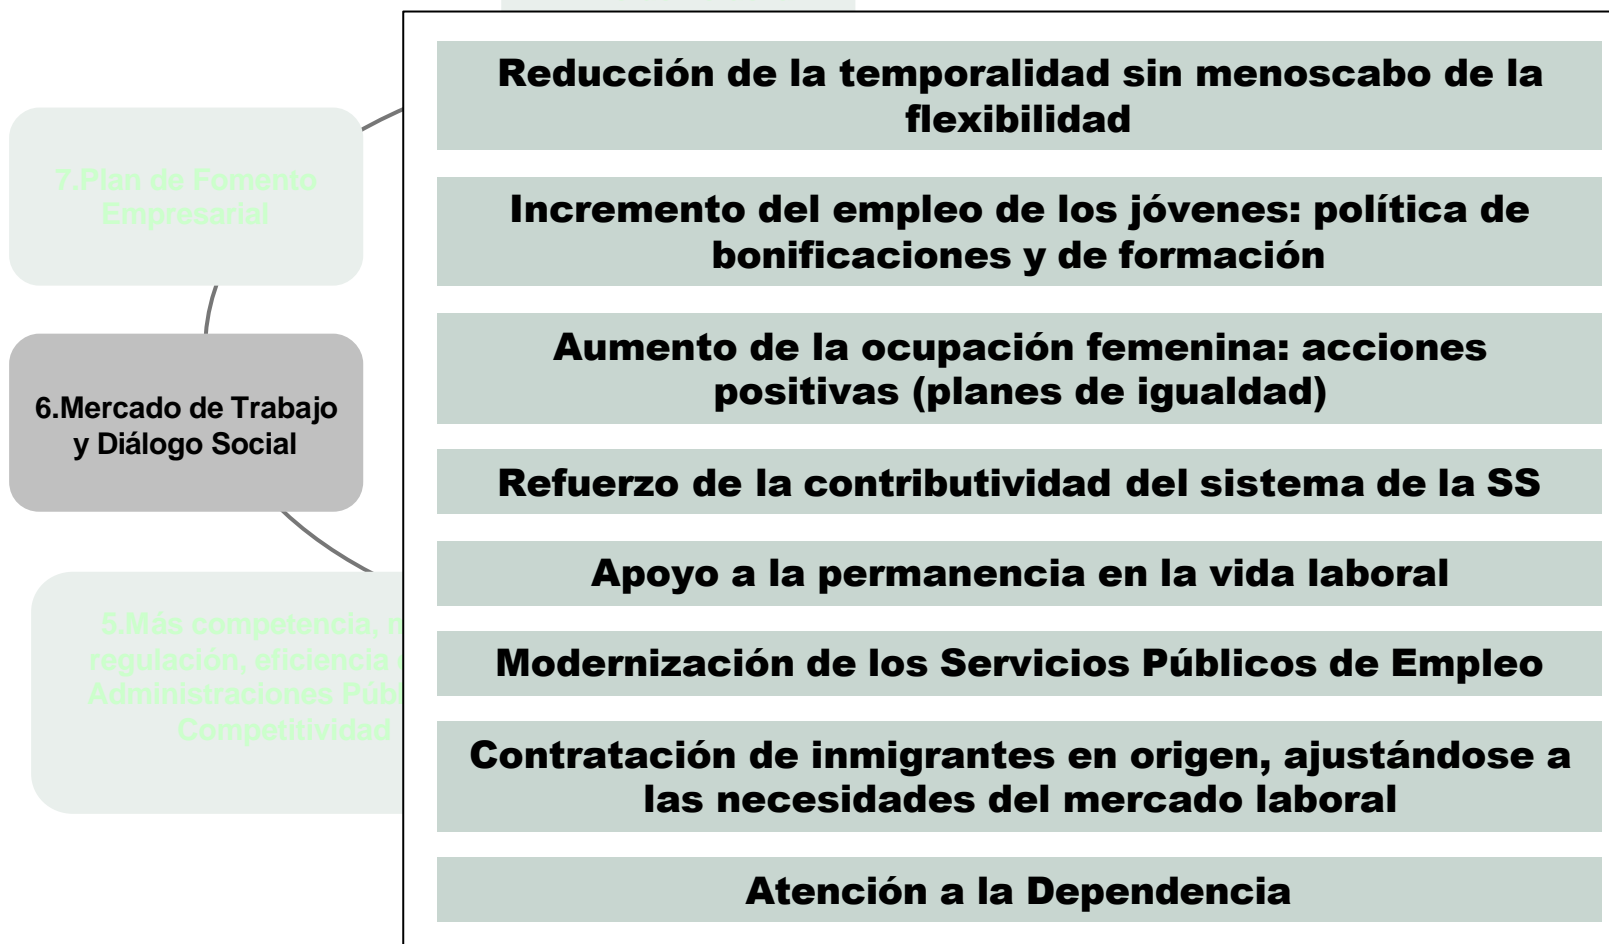 7.Plan de Fomento
Empresarial
6.Mercado de Trabajo
y Diálogo Social
5.Más competencia,
regulación, eficiencia
Administraciones
Competitividad
Reducción de la temporalidad sin menoscabo de la
flexibilidad
Incremento del empleo de los jóvenes: política de
bonificaciones y de formación
Aumento de la ocupación femenina: acciones
positivas (planes de igualdad)
Refuerzo de la contributividad del sistema de la SS
Apoyo a la permanencia en la vida laboral
Modernización de los Servicios Públicos de Empleo
Contratación de inmigrantes en origen, ajustándose a
las necesidades del mercado laboral
Atención a la Dependencia